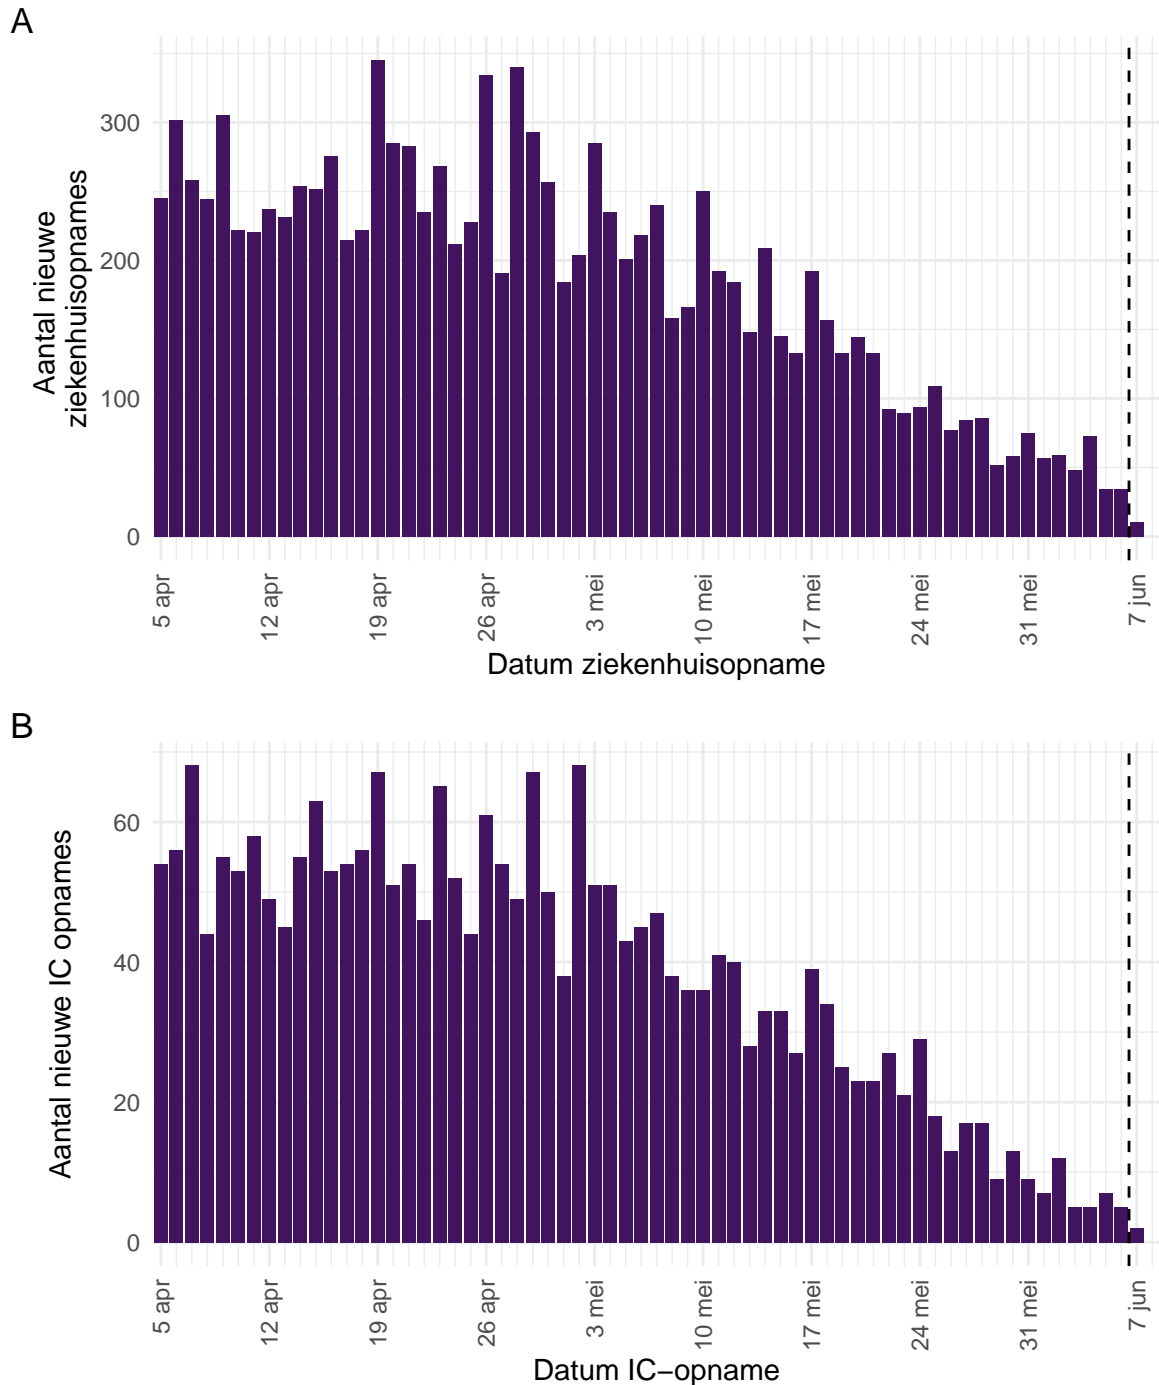 A
Aantal nieuwe
ziekenhuisopnames
300
200
100
0
5 apr
12 apr
19 apr
26 apr
3 mei
10 mei
17 mei
24 mei
31 mei
7 jun
Datum ziekenhuisopname
B
Aantal nieuwe IC opnames
60
40
20
0
5 apr
12 apr
19 apr
26 apr
3 mei
10 mei
17 mei
24 mei
31 mei
7 jun
Datum IC−opname